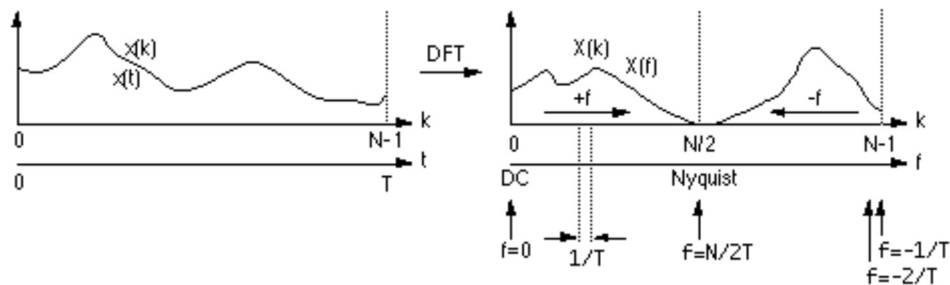 x(k)
x(t)
0
N-1
k
0
T
t
DFT
X(k)
X(f)
+f
-f
0
N/2
N-1
k
DC
Nyquist
f
f=0
1/T
f=N/2T
f=-1/T
f=-2/T